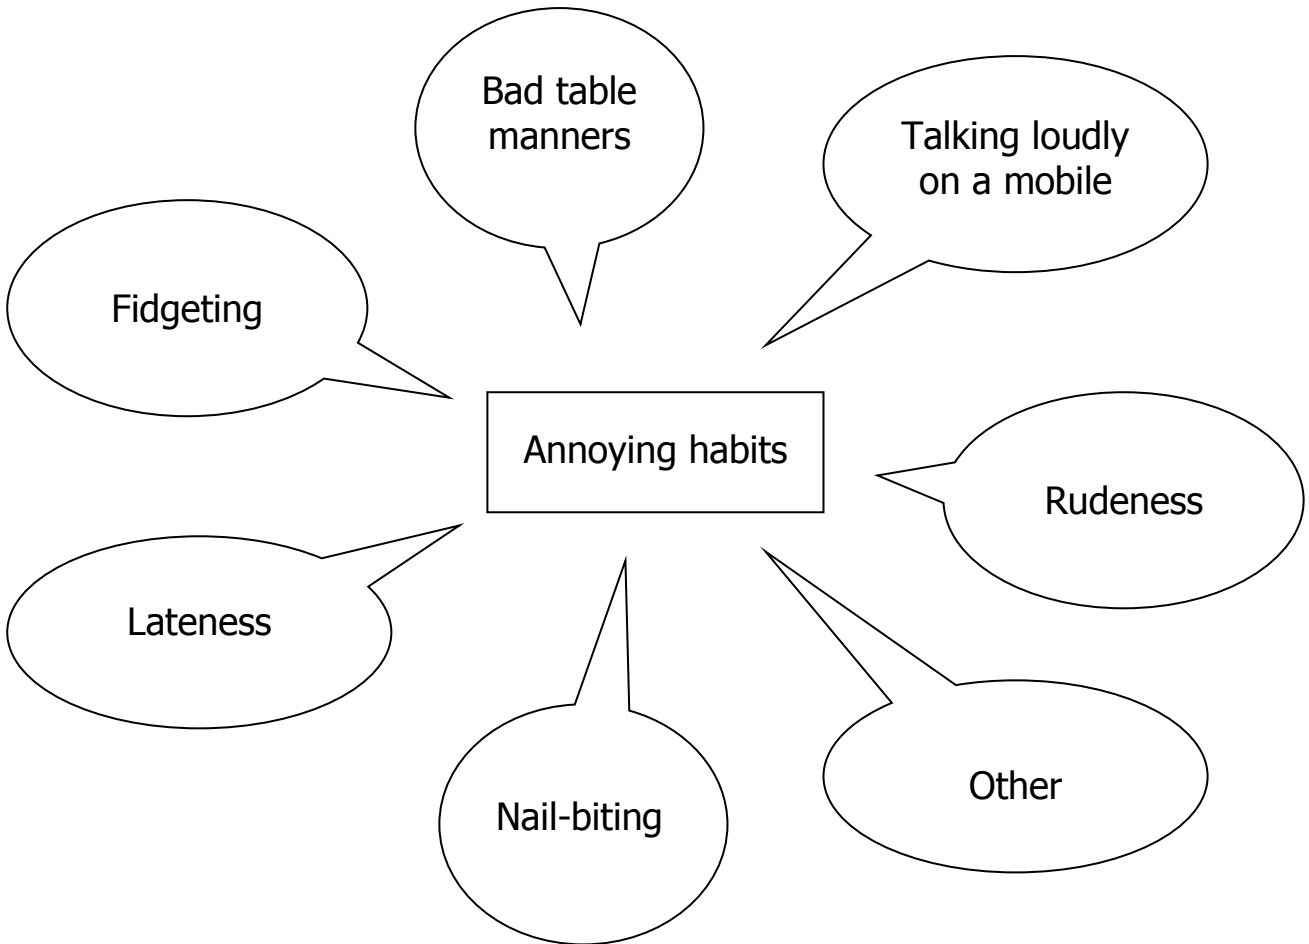 Bad table
manners
Talking loudly
on a mobile
Fidgeting
Annoying habits
Rudeness
Lateness
Other
Nail-biting